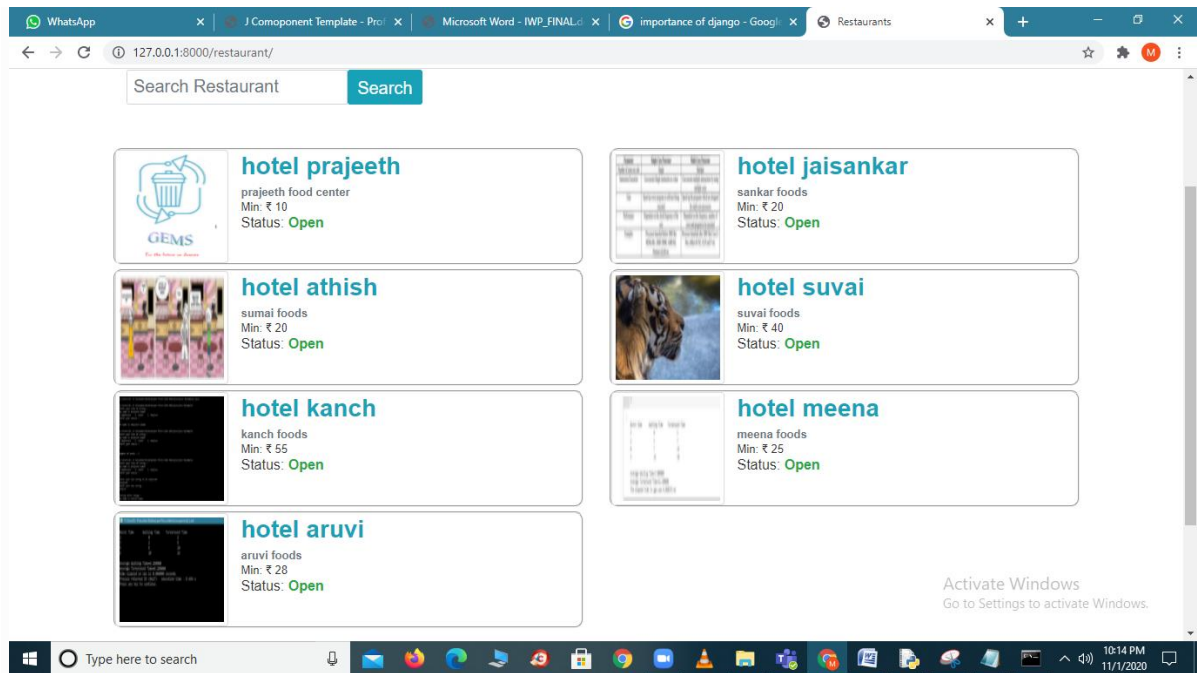 WhatsApp
J Comoponent Template - Prof
Microsoft Word - IWP_FINAL.d
importance of django - Googl
Restaurants
127.0.0.1:8000/restaurant/
M
Search Restaurant
Search
hotel prajeeth
prajeeth food center
Min: ₹ 10
Status: Open
GEMS
hotel jaisankar
sankar foods
Min: ₹ 20
Status: Open
hotel athish
sumai foods
Min: ₹ 20
Status: Open
hotel suvai
suvai foods
Min: ₹ 40
Status: Open
hotel kanch
kanch foods
Min: ₹ 55
Status: Open
hotel meena
meena foods
Min: ₹ 25
Status: Open
hotel aruvi
aruvi foods
Min: ₹ 28
Status: Open
Activate Windows
Go to Settings to activate Windows.
Type here to search
10:14 PM
11/1/2020